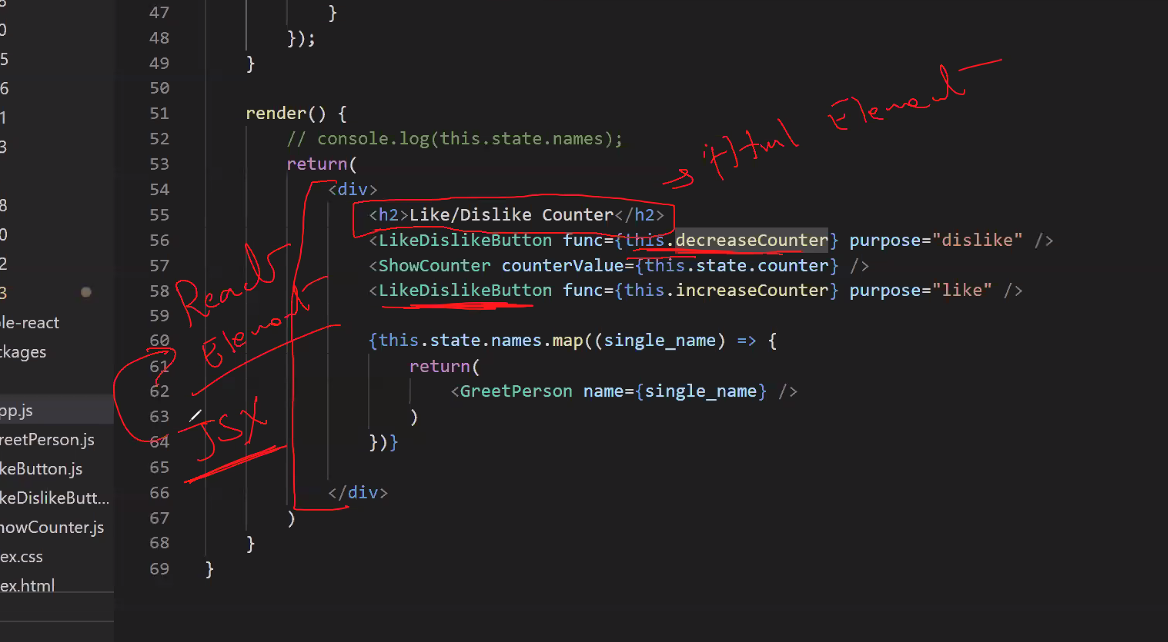 47 }
48 });
49 }
50
51 render() {
52 // console.log(this.state.names);
53 return(
54 <div>
55 <h2>Like/Dislike Counter</h2>
56 <LikeDislikeButton func={this.decreaseCounter} purpose="dislike" />
57 <ShowCounter counterValue={this.state.counter} />
58 <LikeDislikeButton func={this.increaseCounter} purpose="like" />
59
60 {this.state.names.map((single_name) => {
61 return(
62 <GreetPerson name={single_name} />
63 )
64 })}
65
66 </div>
67 )
68 }
69 }
0
5
6
1
3
8
0
2
3
ple-react
ckages
pp.js
reetPerson.js
keButton.js
keDislikeButt...
howCounter.js
ex.css
ex.html
Element
React
Element
JSX